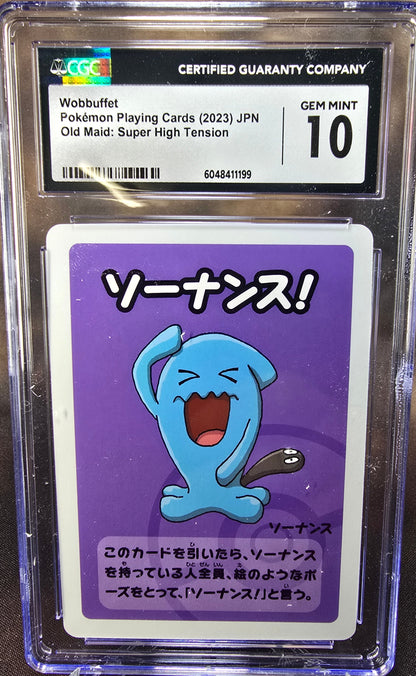 CGC
CERTIFIED GUARANTY COMPANY
Wobbuffet
Pokémon Playing Cards (2023) JPN
Old Maid: Super High Tension
GEM MINT
10
6048411199
ソーナンス!
ソーナンス
このカードを引いたら、ソーナンス
を持っている人全員、絵のようなポ
ーズをとって、「ソーナンス!」と言う。